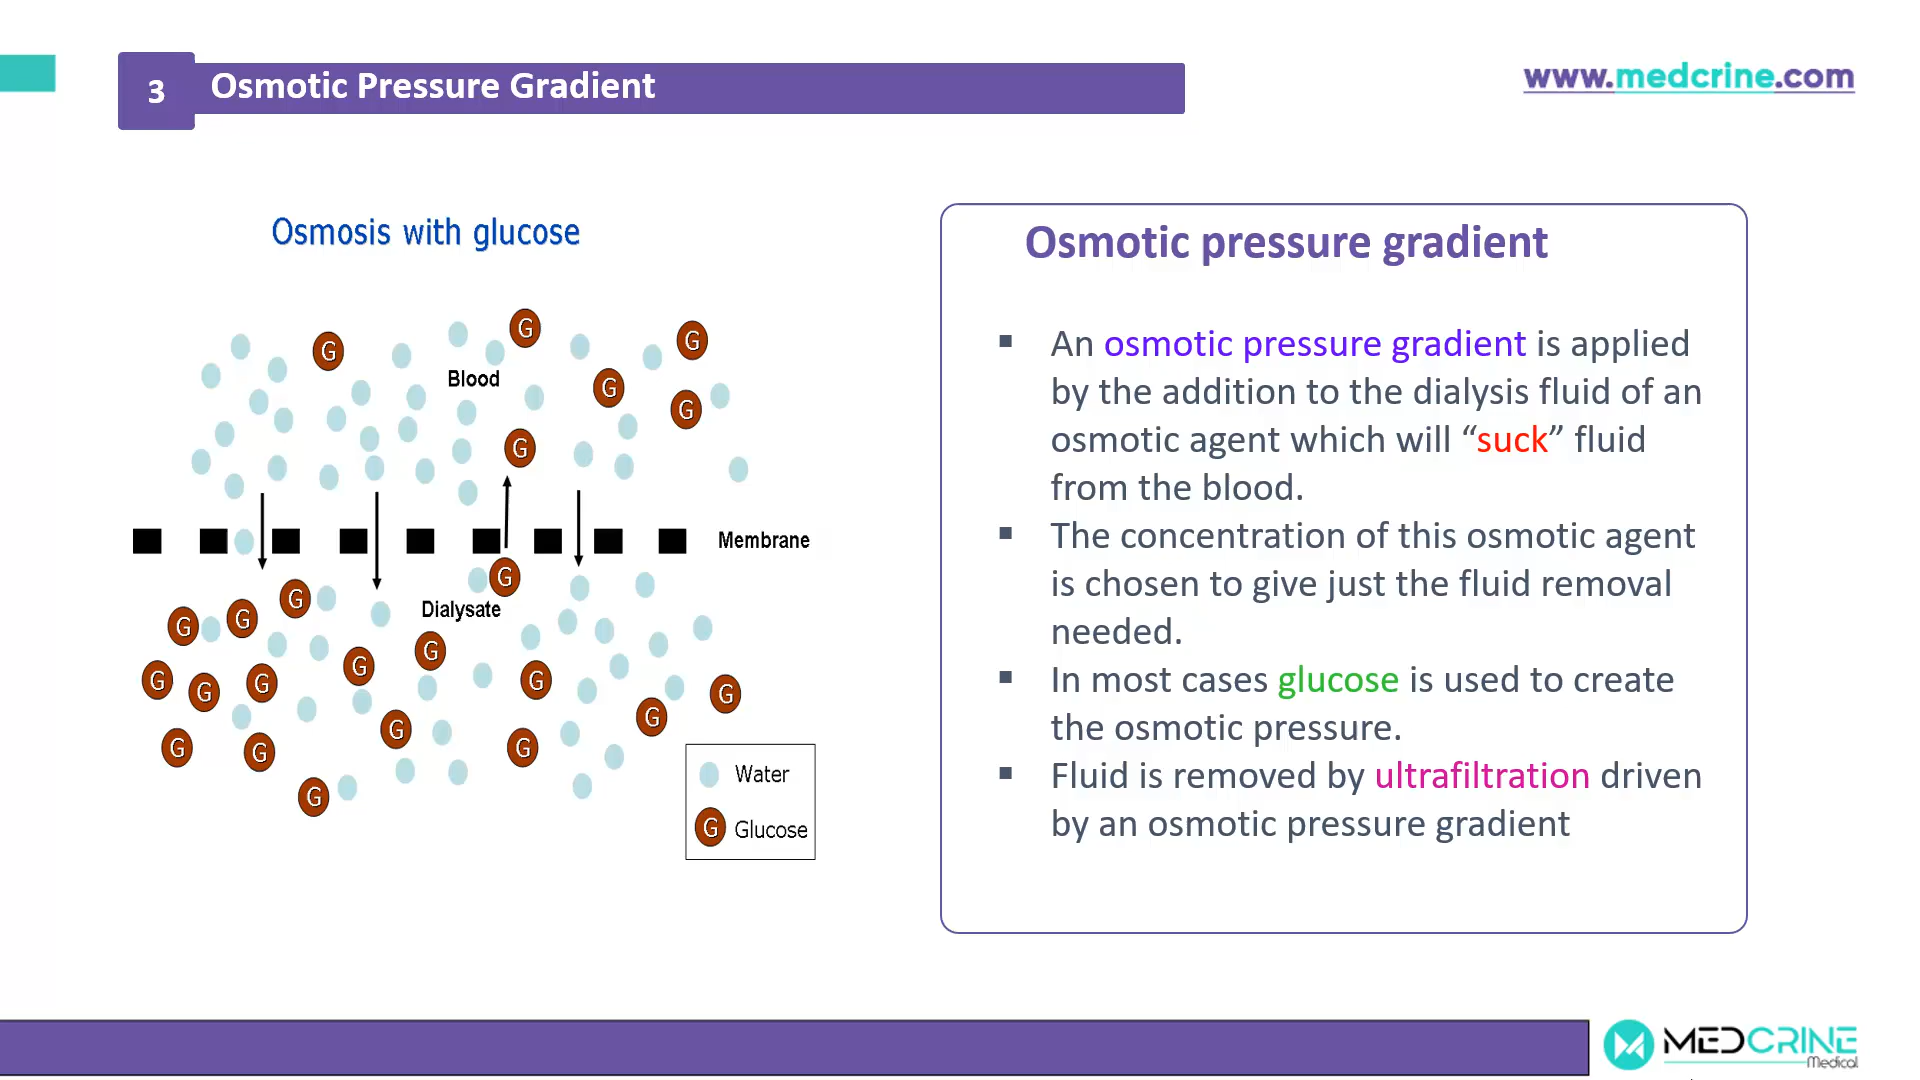 3
Osmotic Pressure Gradient
www.medcrine.com
Osmosis with glucose
G
G
G
G
G
G
Blood
Membrane
G
G
G
G
Dialysate
G
G
G
G
G
G
G
G
G
G
G
G
G
G
Water
G Glucose
Osmotic pressure gradient
▪ An osmotic pressure gradient is applied
by the addition to the dialysis fluid of an
osmotic agent which will “suck” fluid
from the blood.
▪ The concentration of this osmotic agent
is chosen to give just the fluid removal
needed.
▪ In most cases glucose is used to create
the osmotic pressure.
▪ Fluid is removed by ultrafiltration driven
by an osmotic pressure gradient
MEDCRINE
Medical